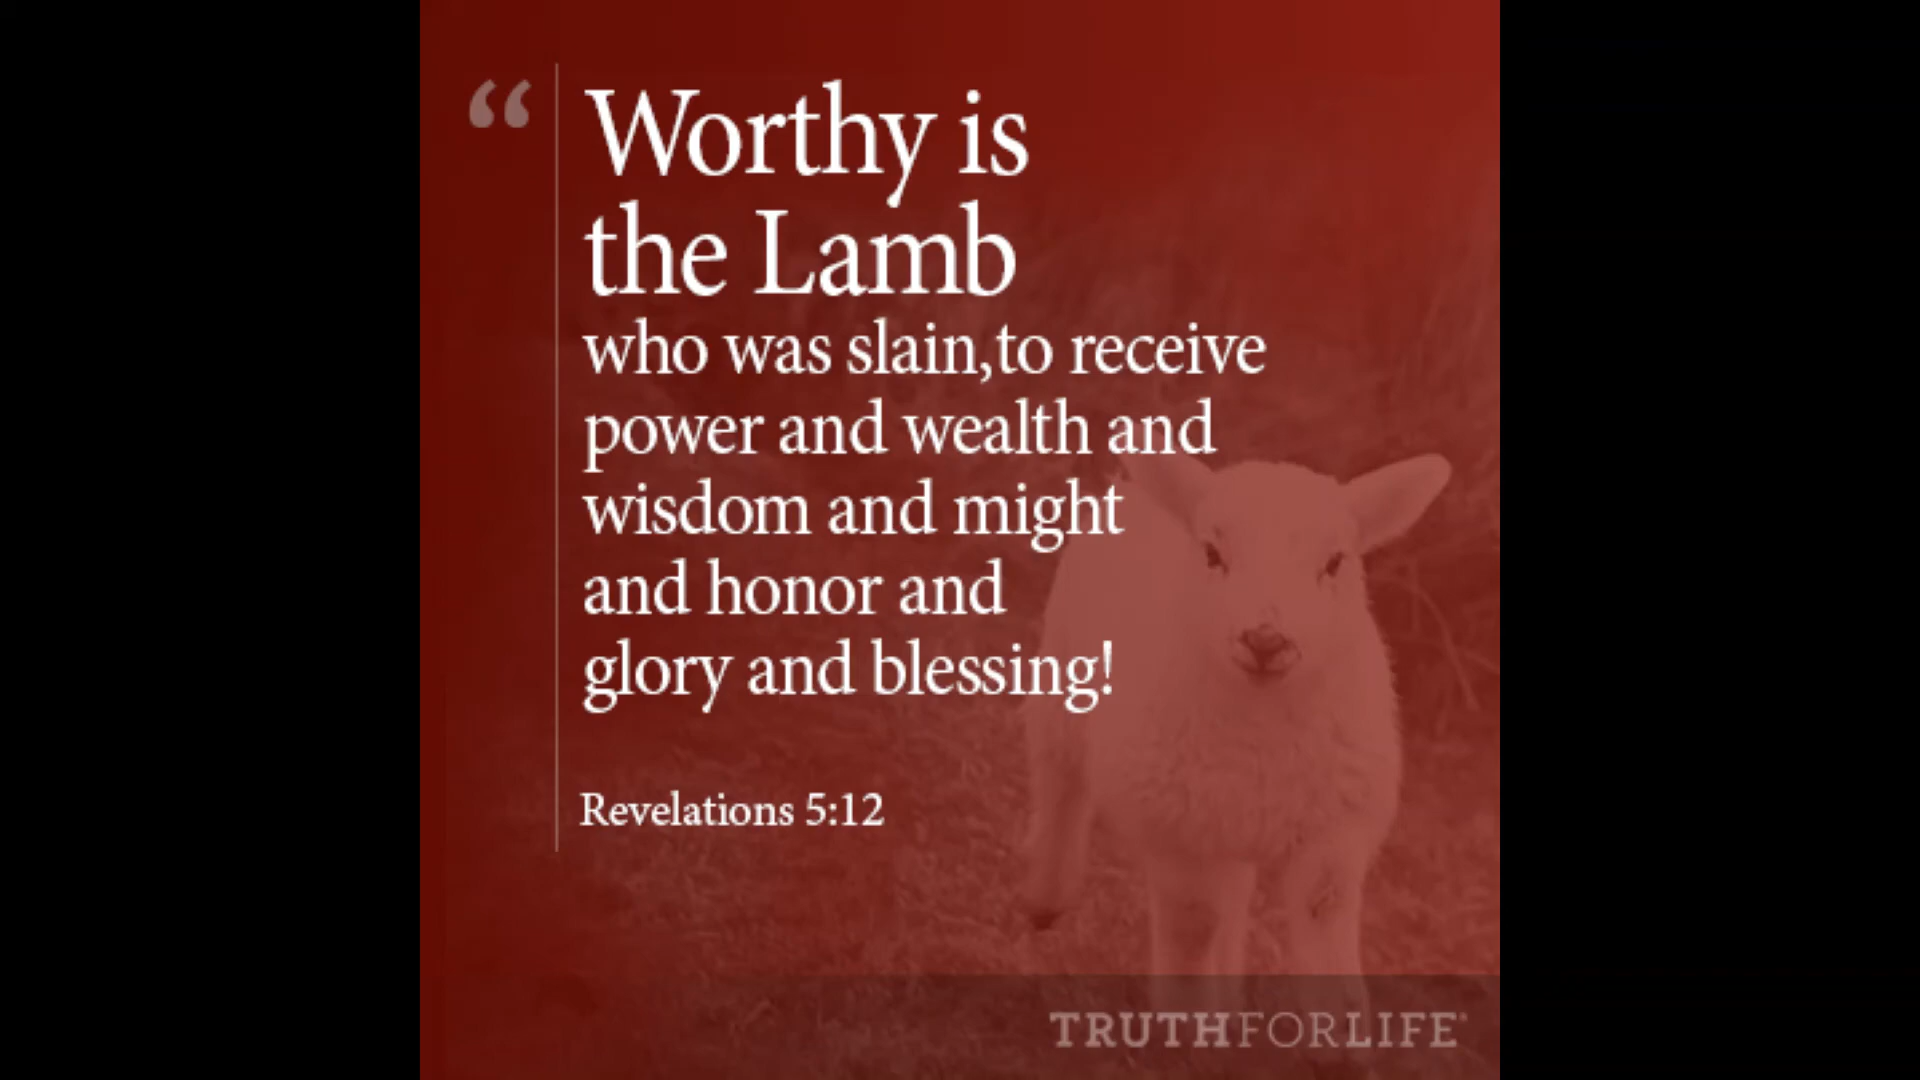 “
Worthy is
the Lamb
who was slain,to receive
power and wealth and
wisdom and might
and honor and
glory and blessing!
Revelations 5:12
TRUTHFORLIFE®